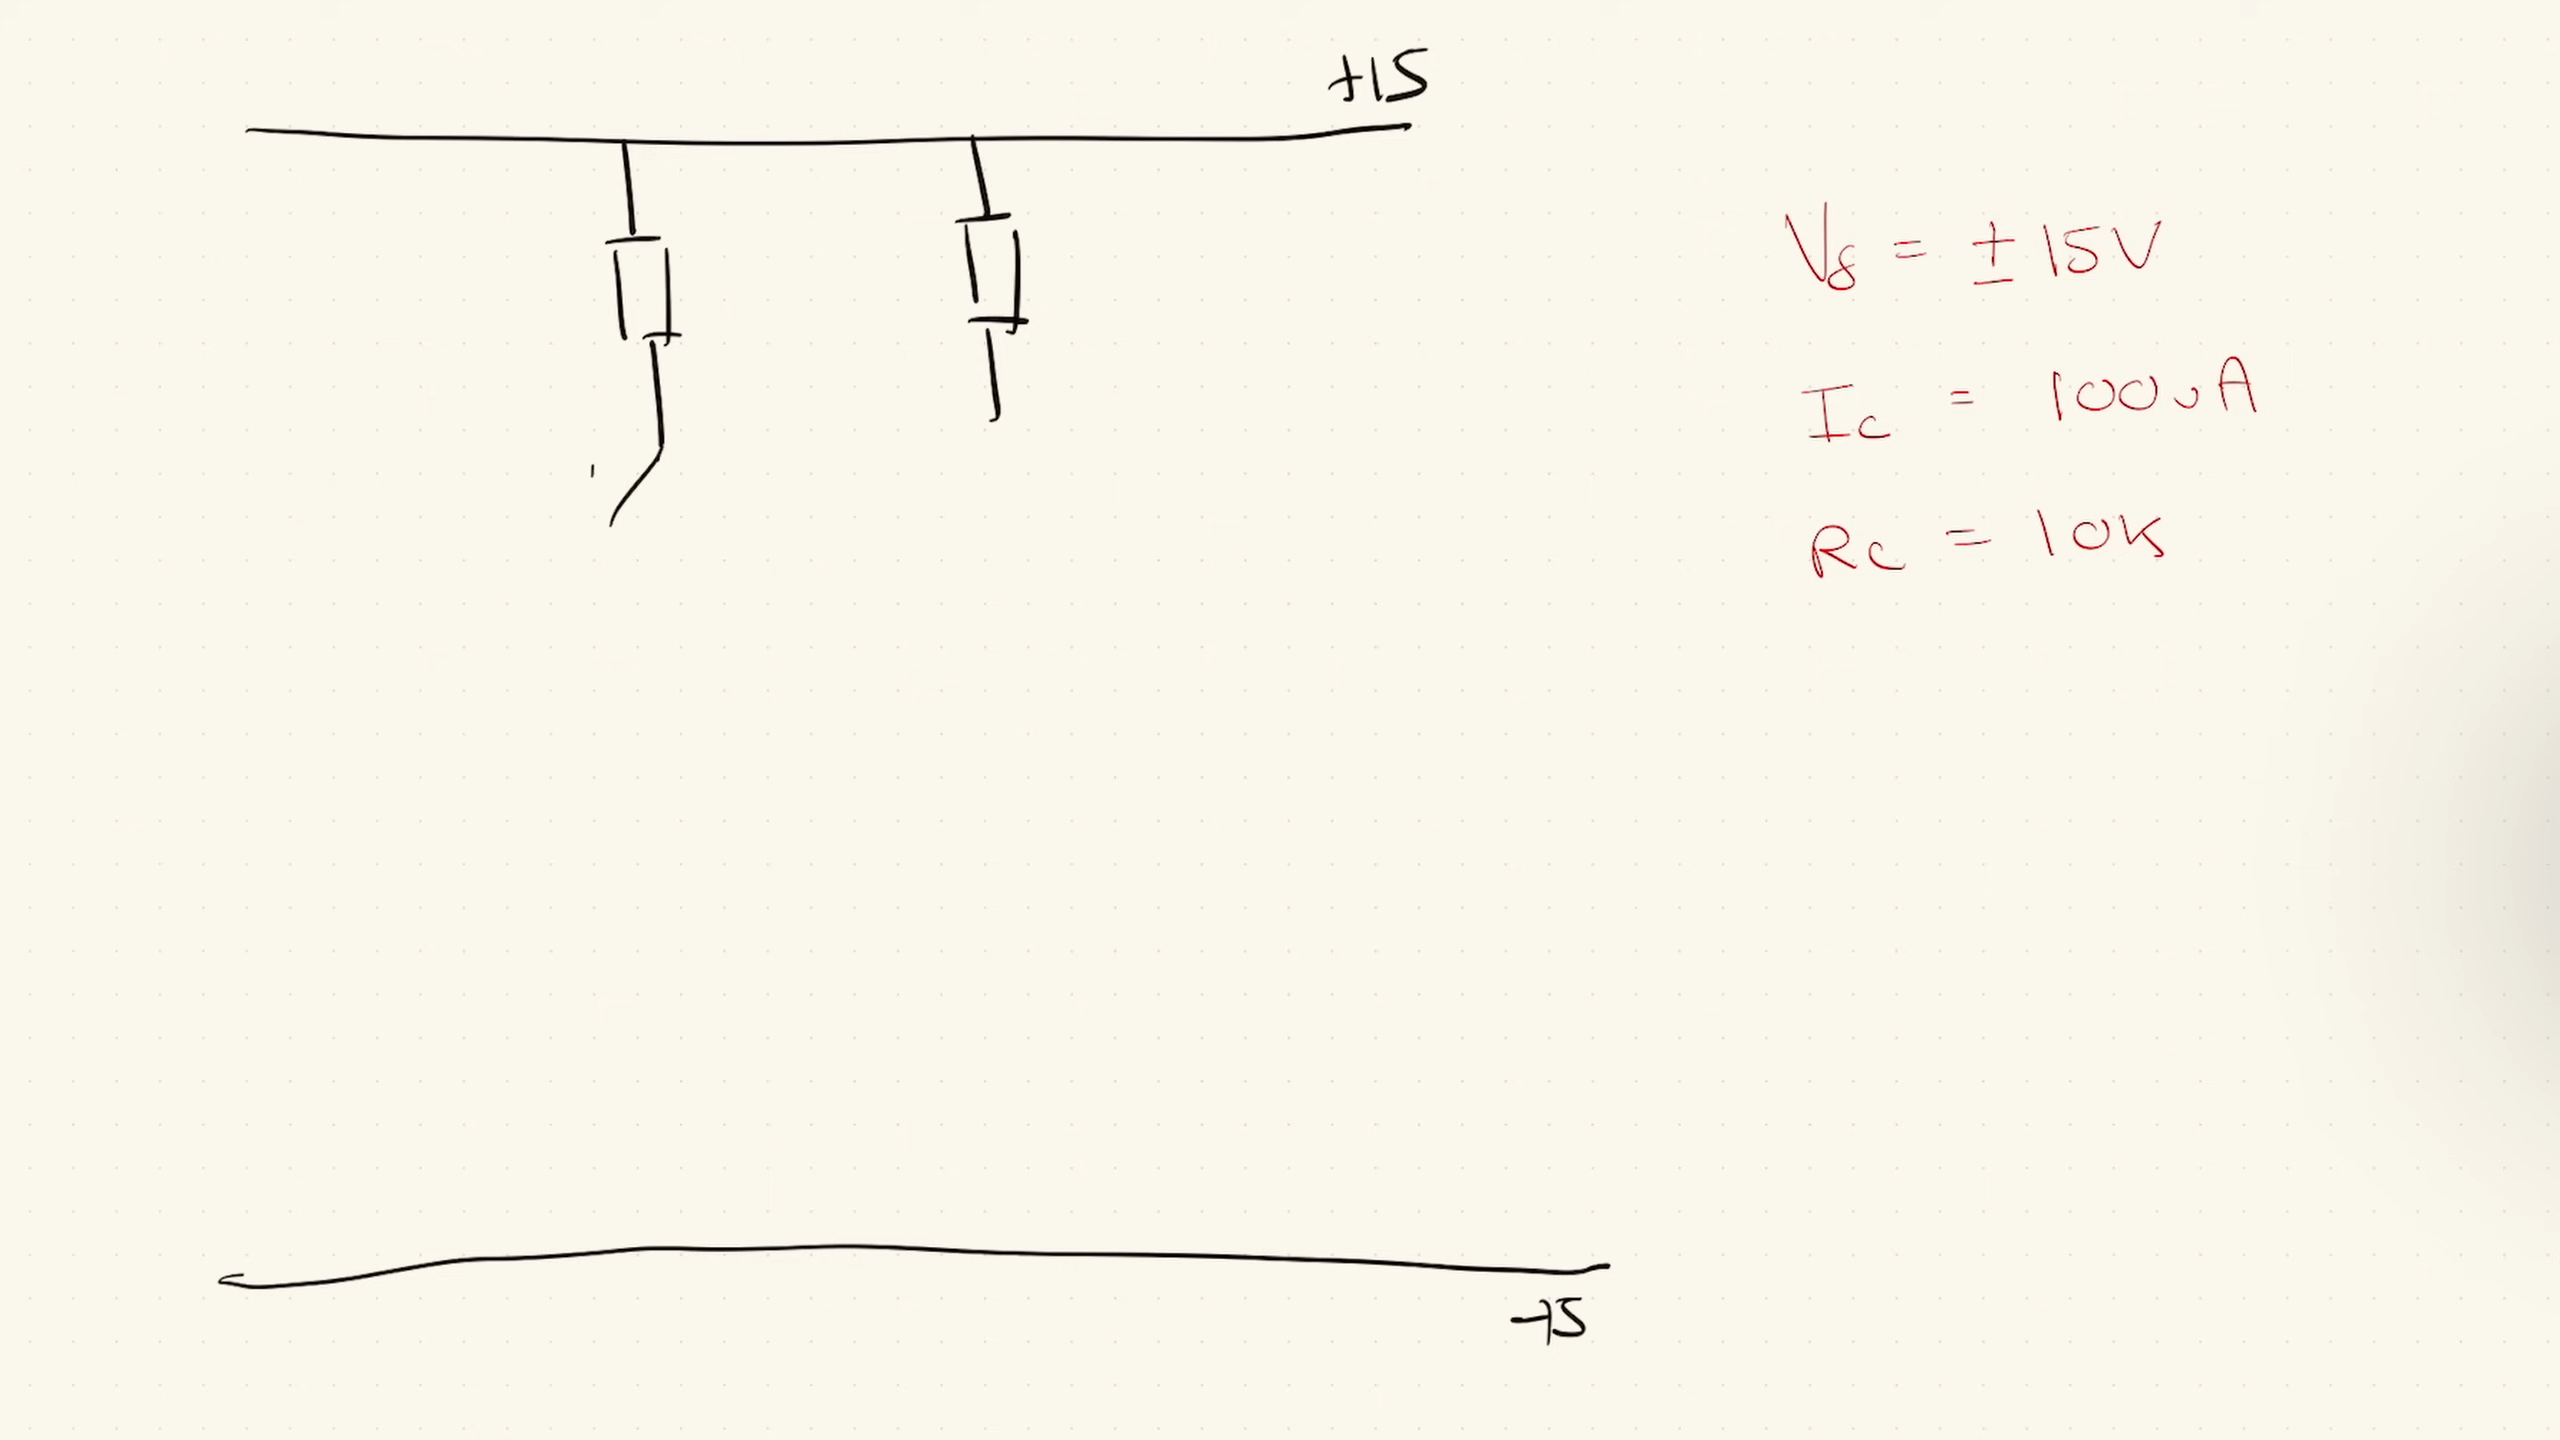 +15
Vs = ± 15V
Ic = 100uA
Rc = 10k
-15